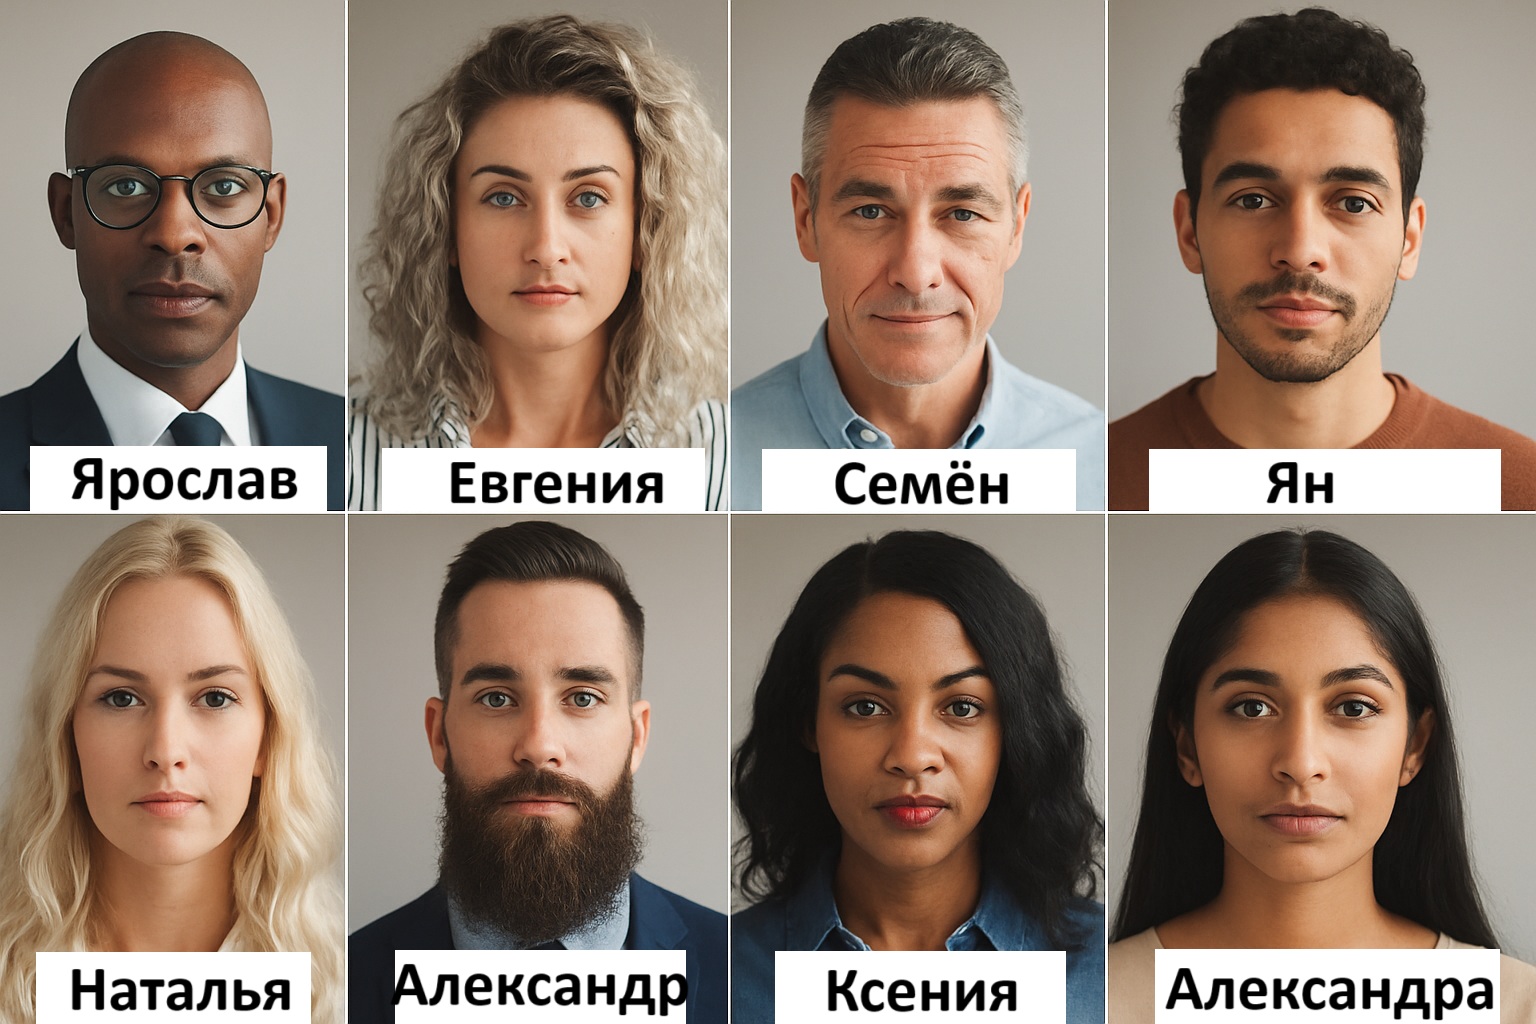 Ярослав
Евгения
Семён
Ян
Наталья
Александр
Ксения
Александра